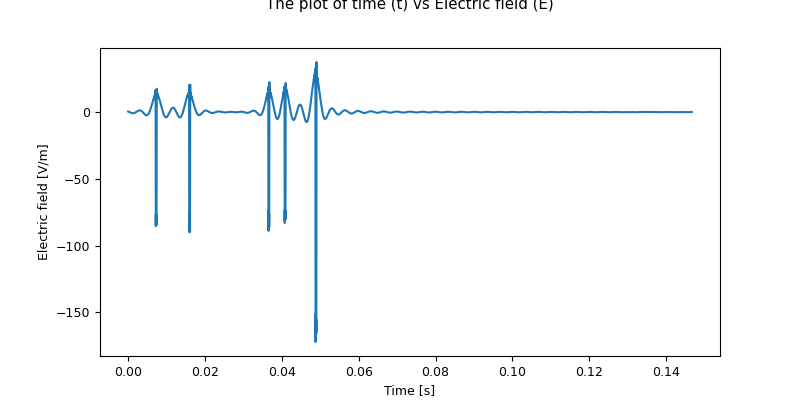 The plot of time (t) vs Electric field (E)
0
−50
−100
−150
Electric field [V/m]
0.00 0.02 0.04 0.06 0.08 0.10 0.12 0.14
Time [s]